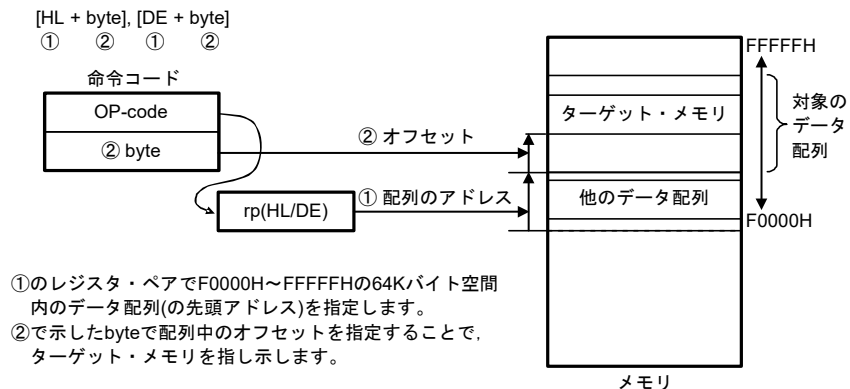 [HL + byte], [DE + byte]
① ② ① ②
命令コード
OP-code
② byte
② オフセット
rp(HL/DE)
① 配列のアドレス
FFFFFH
ターゲット・メモリ
対象の
データ
配列
他のデータ配列
F0000H
メモリ
①のレジスタ・ペアでF0000H～FFFFFHの64Kバイト空間
内のデータ配列(の先頭アドレス)を指定します。
②で示したbyteで配列中のオフセットを指定することで,
ターゲット・メモリを指し示します。